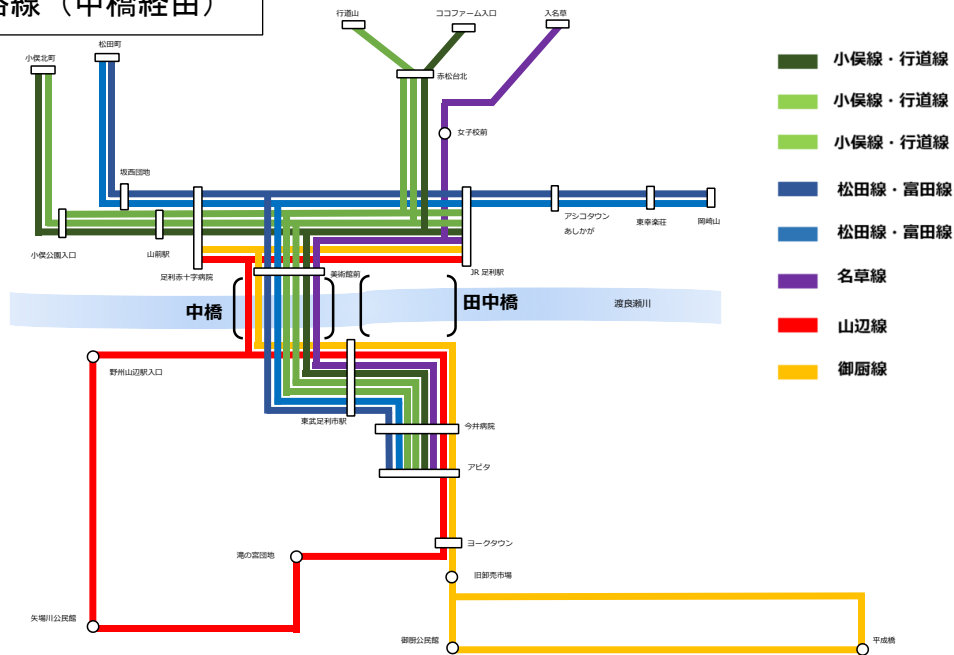 路線（中橋経由）
行道山
ココファーム入口
入名草
松田町
小俣北町
赤松台北
女子校前
坂西団地
小俣公園入口
山前駅
足利赤十字病院
美術館前
JR 足利駅
アシコタウン
あしかが
東幸楽荘
岡崎山
中橋
田中橋
渡良瀬川
野州山辺駅入口
東武足利市駅
今井病院
アピタ
ヨークタウン
滝の宮団地
旧卸売市場
矢場川公民館
御厨公民館
平成橋
小俣線・行道線
小俣線・行道線
小俣線・行道線
松田線・富田線
松田線・富田線
名草線
山辺線
御厨線